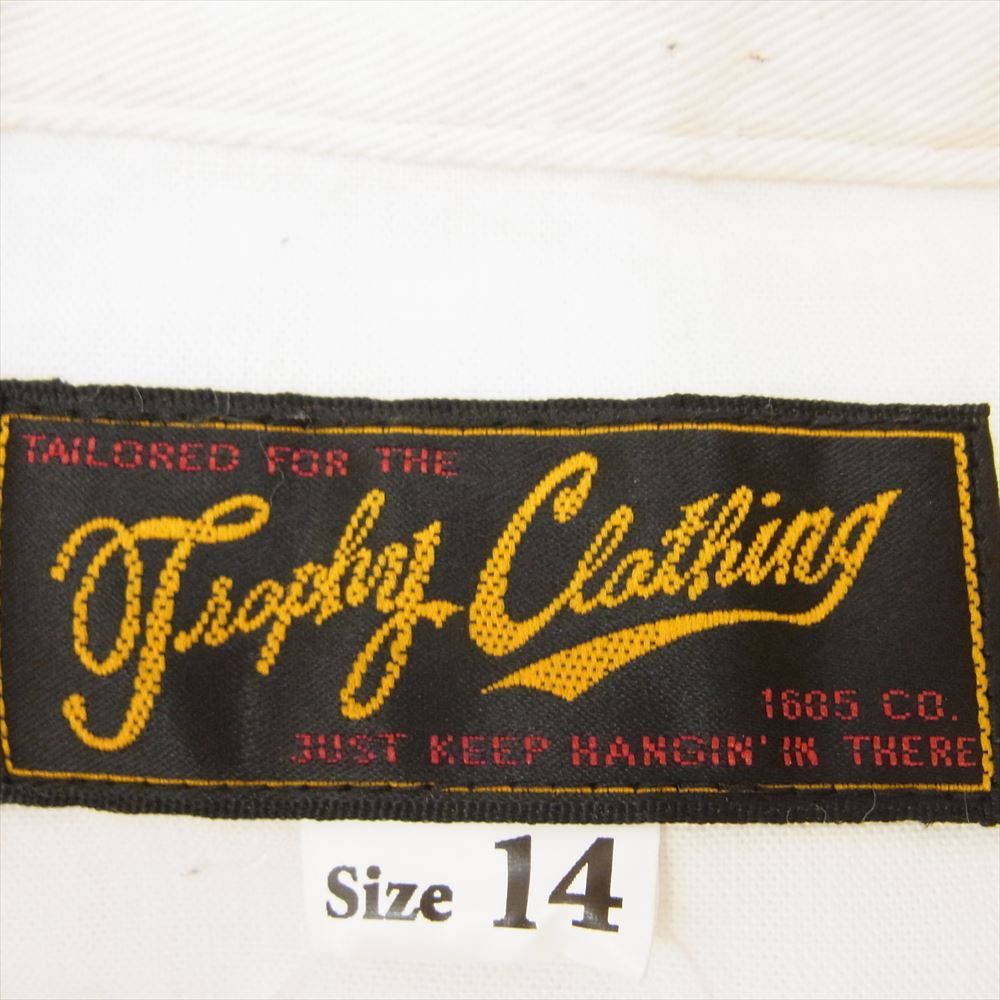 TAILORED FOR THE
Trophy Clothing
1605 CO.
JUST KEEP HANGIN' IN THERE
Size 14